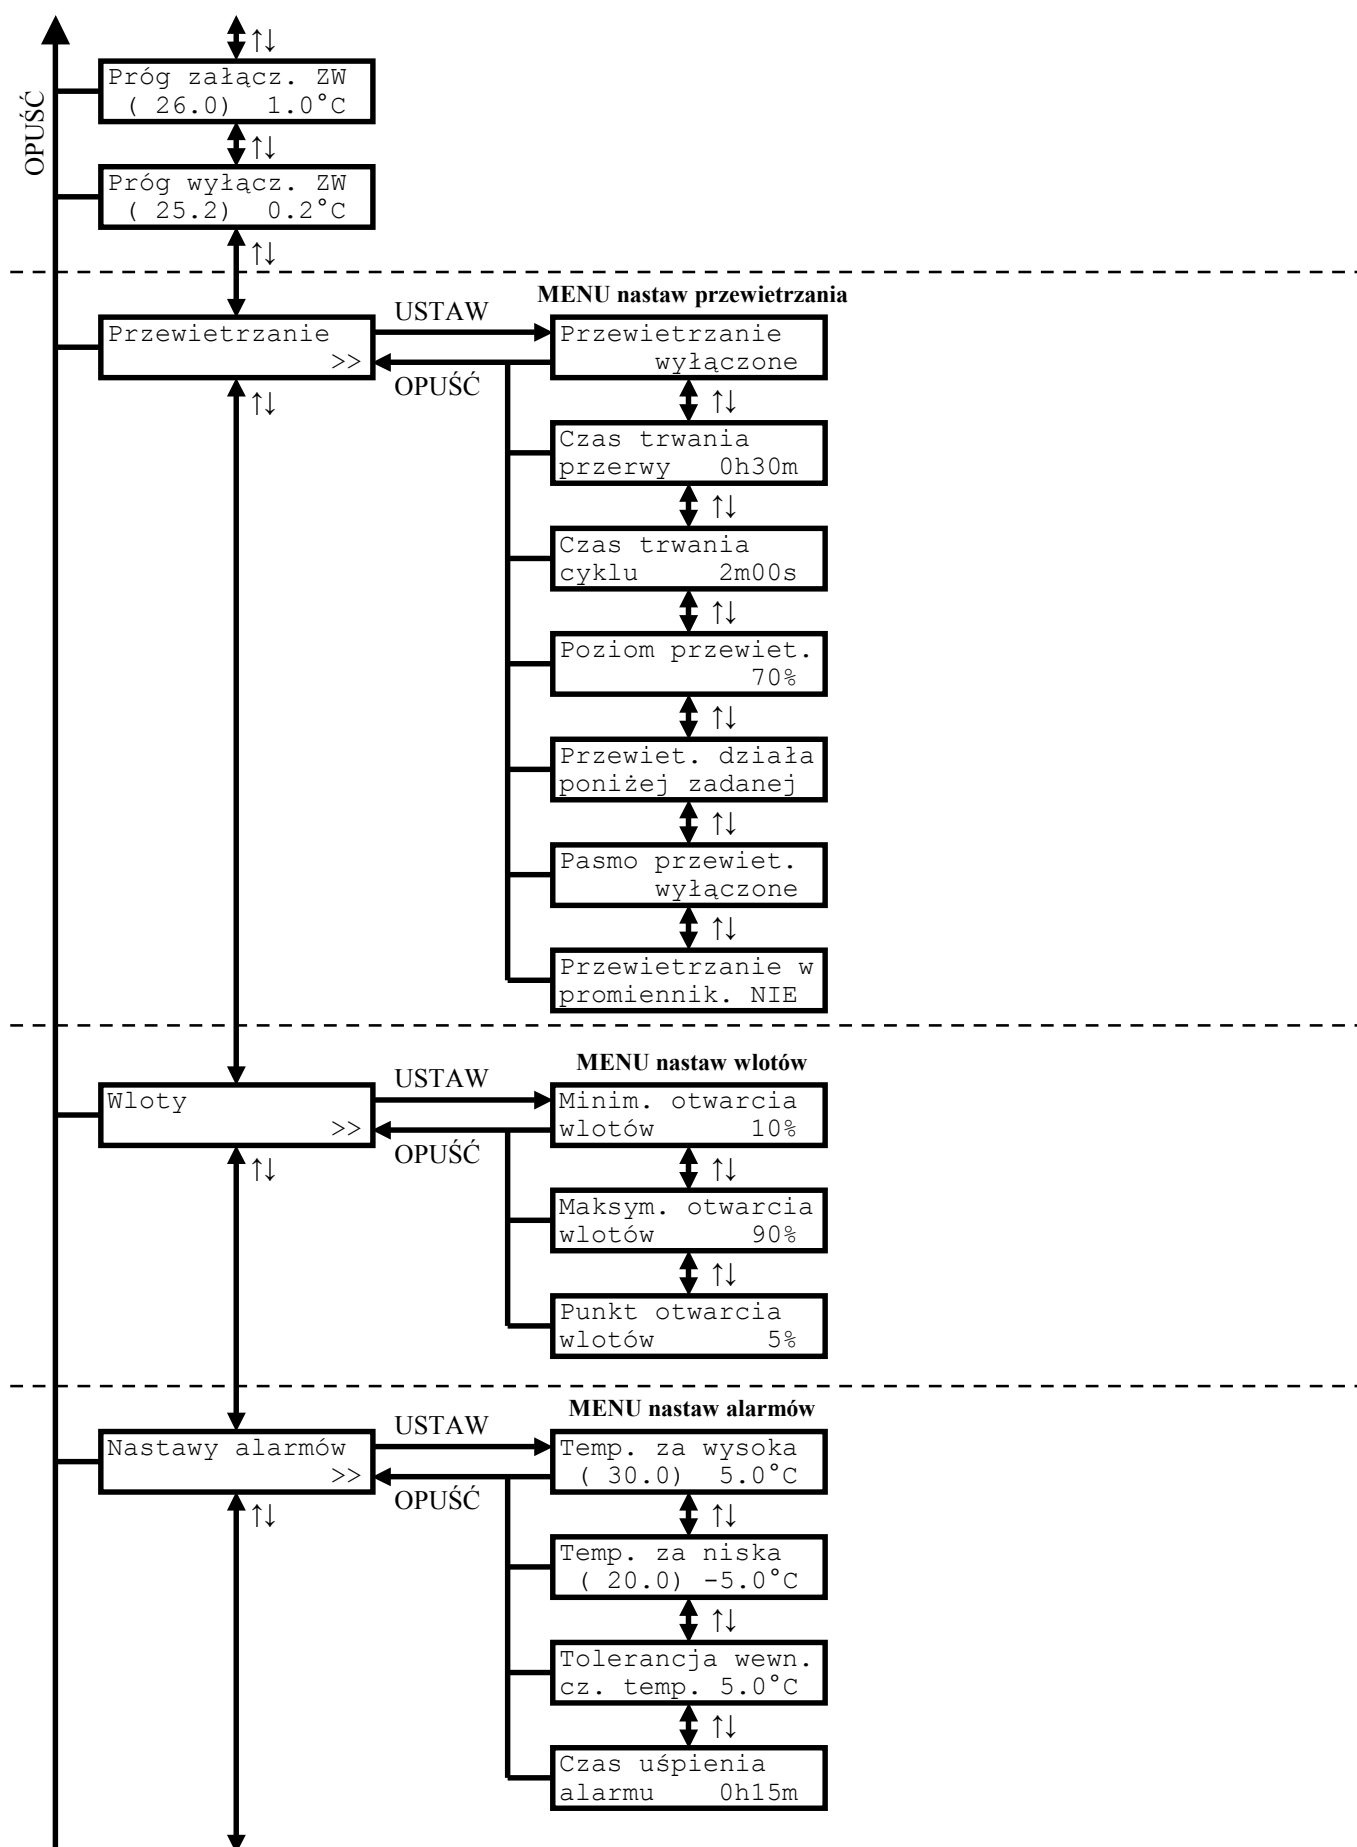 ↑↓
OPUŚĆ
Próg załącz. ZW
( 26.0) 1.0°C
↑↓
Próg wyłącz. ZW
( 25.2) 0.2°C
↑↓
MENU nastaw przewietrzania
Przewietrzanie
>>
USTAW
OPUŚĆ
↑↓
Przewietrzanie
wyłączone
↑↓
Czas trwania
przerwy 0h30m
↑↓
Czas trwania
cyklu 2m00s
↑↓
Poziom przewiet.
70%
↑↓
Przewiet. działa
poniżej zadanej
↑↓
Pasmo przewiet.
wyłączone
↑↓
Przewietrzanie w
promiennik. NIE
MENU nastaw wlotów
Wloty
>>
USTAW
OPUŚĆ
↑↓
Minim. otwarcia
wlotów 10%
↑↓
Maksym. otwarcia
wlotów 90%
↑↓
Punkt otwarcia
wlotów 5%
MENU nastaw alarmów
Nastawy alarmów
>>
USTAW
OPUŚĆ
↑↓
Temp. za wysoka
( 30.0) 5.0°C
↑↓
Temp. za niska
( 20.0) -5.0°C
↑↓
Tolerancja wewn.
cz. temp. 5.0°C
↑↓
Czas uśpienia
alarmu 0h15m